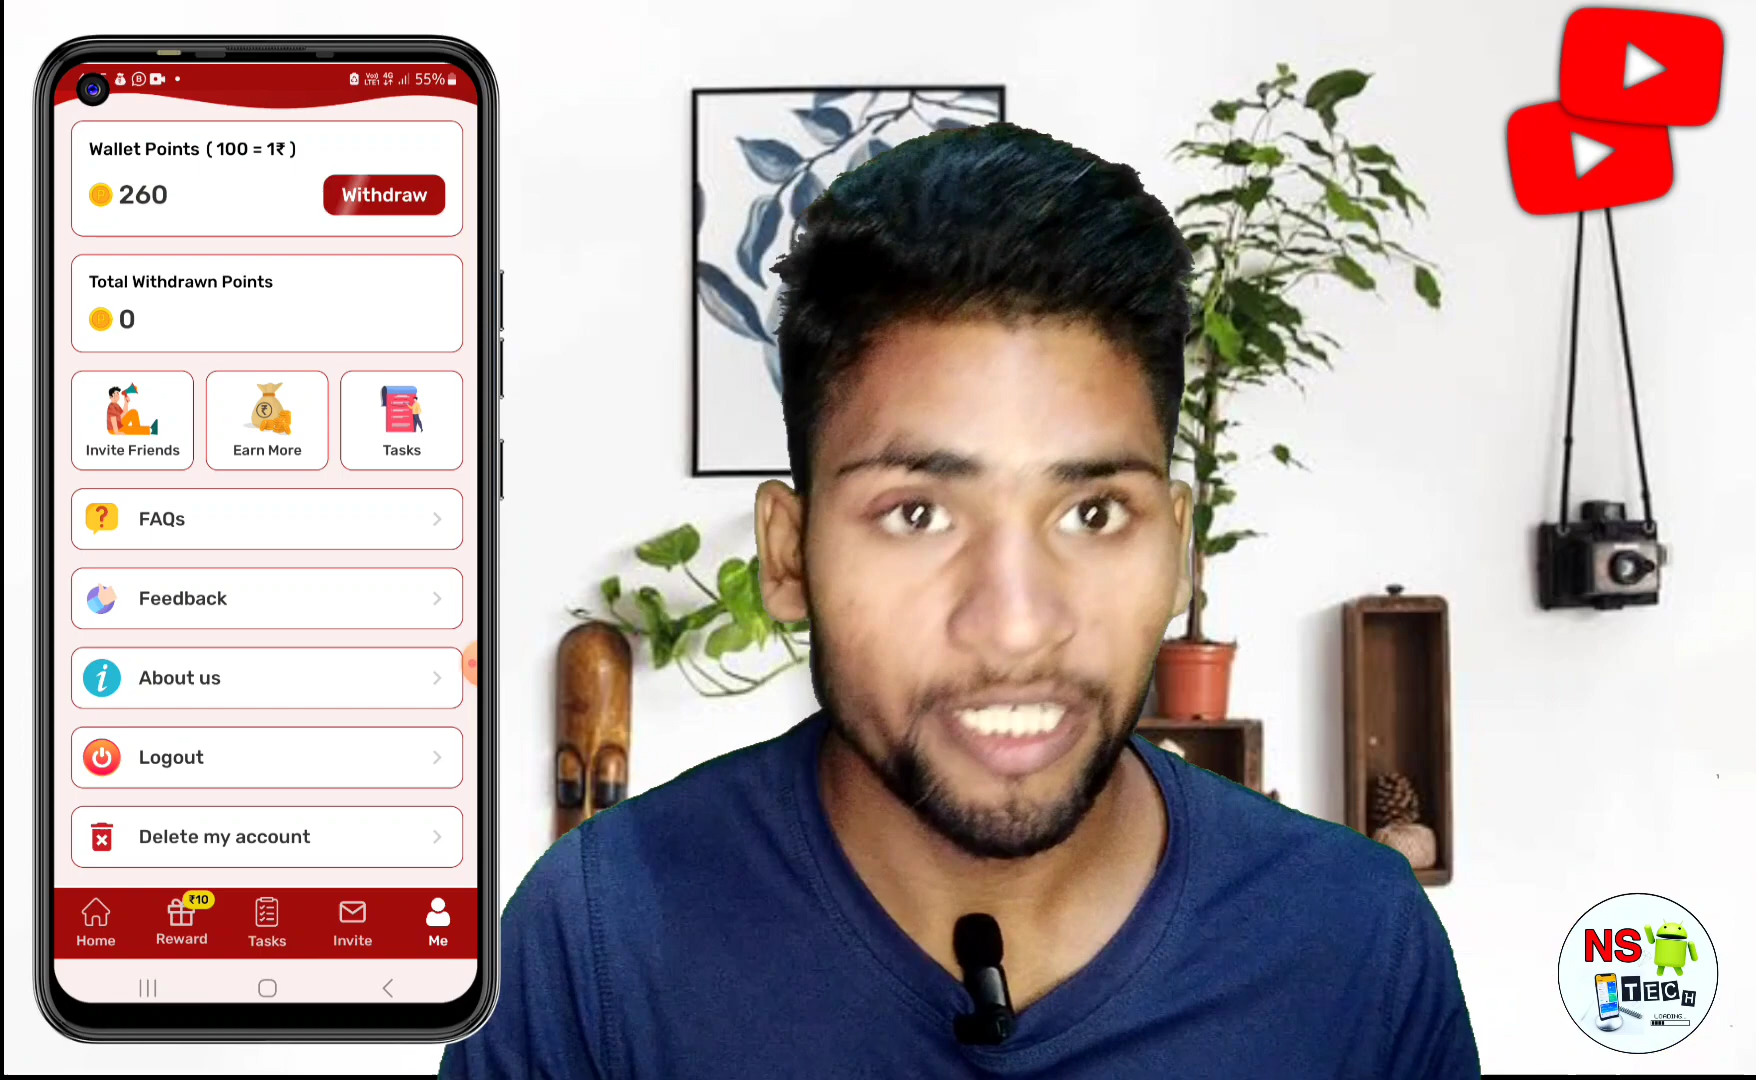 55%
Wallet Points ( 100 = 1₹ )
260
Withdraw
Total Withdrawn Points
0
Invite Friends
Earn More
Tasks
FAQs
Feedback
About us
Logout
Delete my account
₹10
Home
Reward
Tasks
Invite
Me
NS
TECH
LOADING...